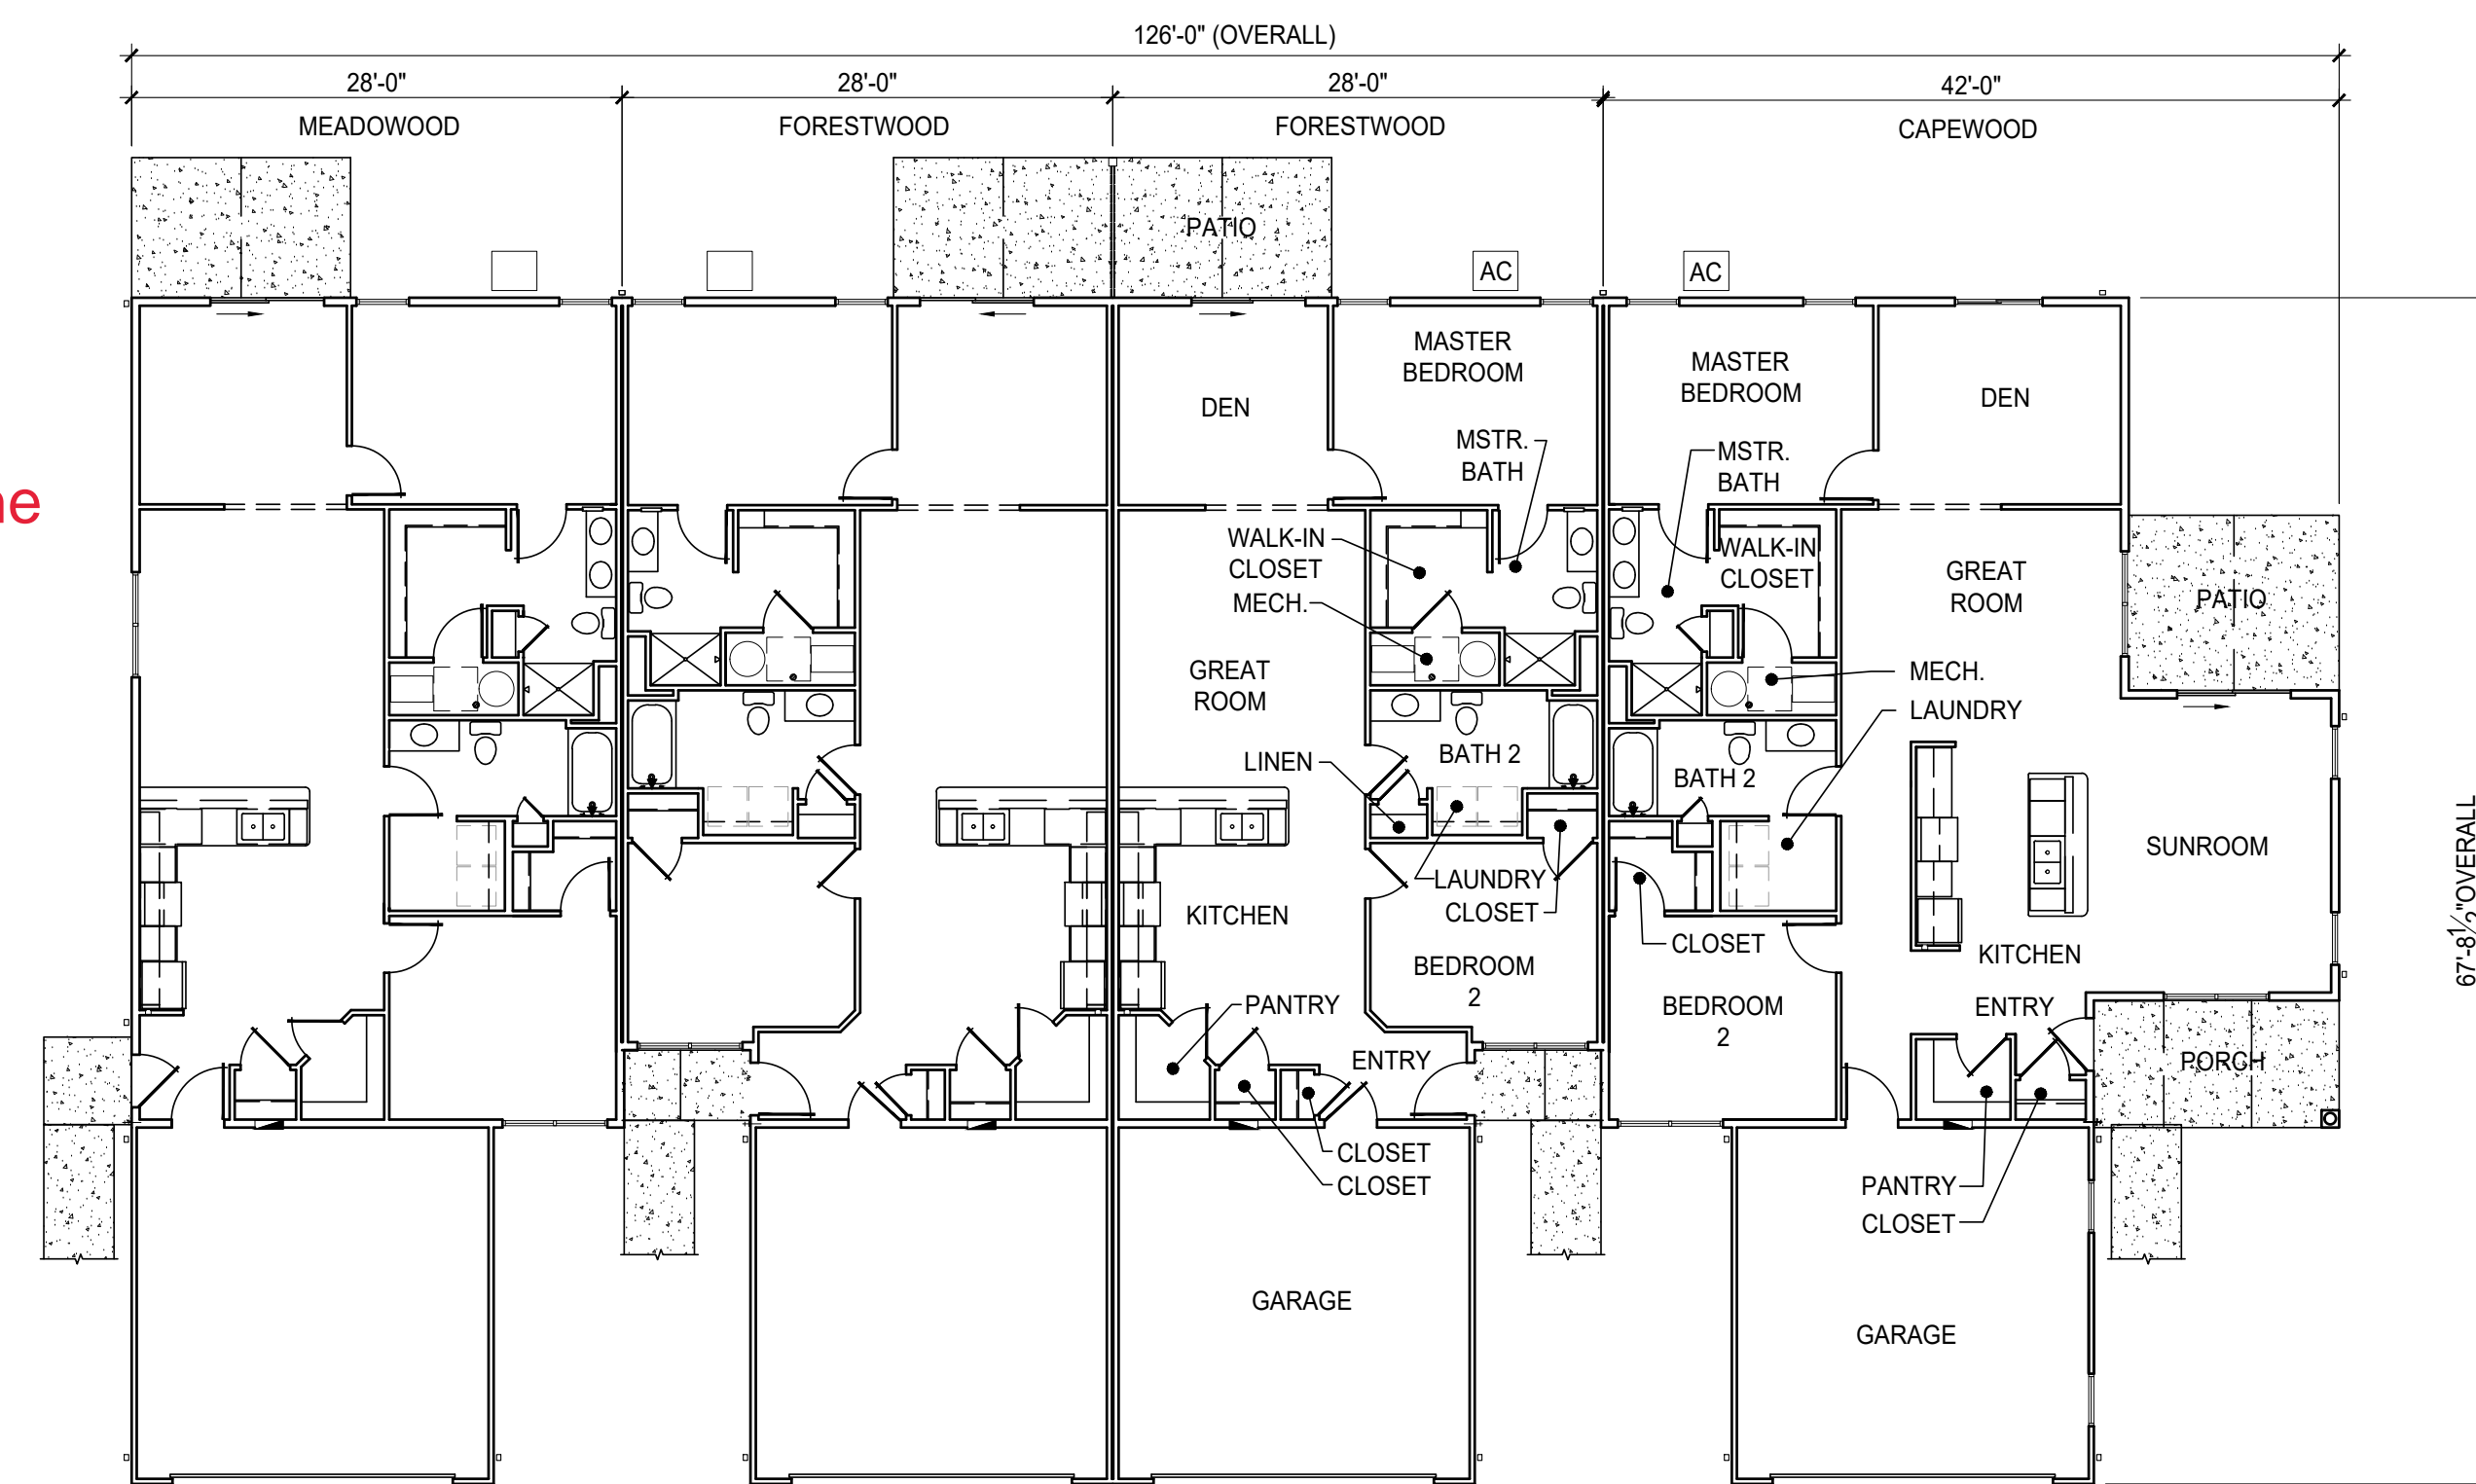 126'-0" (OVERALL)
28'-0"
28'-0"
28'-0"
42'-0"
MEADOWOOD
FORESTWOOD
FORESTWOOD
CAPEWOOD
PATIO
AC
AC
MASTER
BEDROOM
MASTER
BEDROOM
DEN
DEN
MSTR.
BATH
MSTR.
BATH
ne
WALK-IN
CLOSET
WALK-IN
CLOSET
MECH.
GREAT
ROOM
PATIO
GREAT
ROOM
MECH.
LAUNDRY
LINEN
BATH 2
BATH 2
SUNROOM
LAUNDRY
CLOSET
KITCHEN
CLOSET
KITCHEN
BEDROOM
2
BEDROOM
2
PANTRY
ENTRY
ENTRY
PORCH
CLOSET
CLOSET
PANTRY
CLOSET
GARAGE
GARAGE
67'-8½"OVERALL